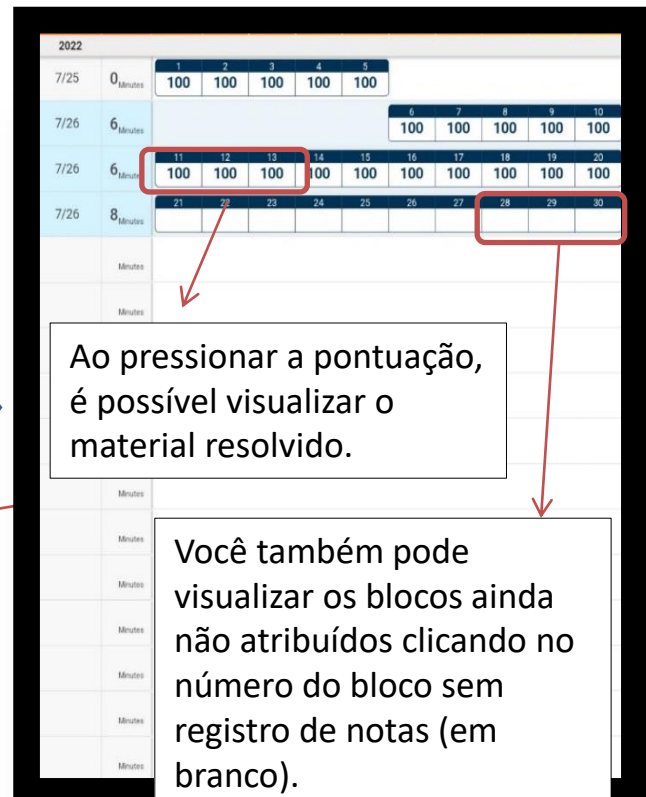 2022
1 2 3 4 5
7/25 0 Minutes 100 100 100 100 100
6 7 8 9 10
7/26 6 Minutes 100 100 100 100 100
11 12 13 14 15 16 17 18 19 20
7/26 6 Minute 100 100 100 100 100 100 100 100 100 100
21 22 23 24 25 26 27 28 29 30
7/26 8 Minutes
Minutes
Minutes
Ao pressionar a pontuação,
é possível visualizar o
material resolvido.
Minutes
Minutes
Minutes
Minutes
Minutes
Minutes
Minutes
Você também pode
visualizar os blocos ainda
não atribuídos clicando no
número do bloco sem
registro de notas (em
branco).